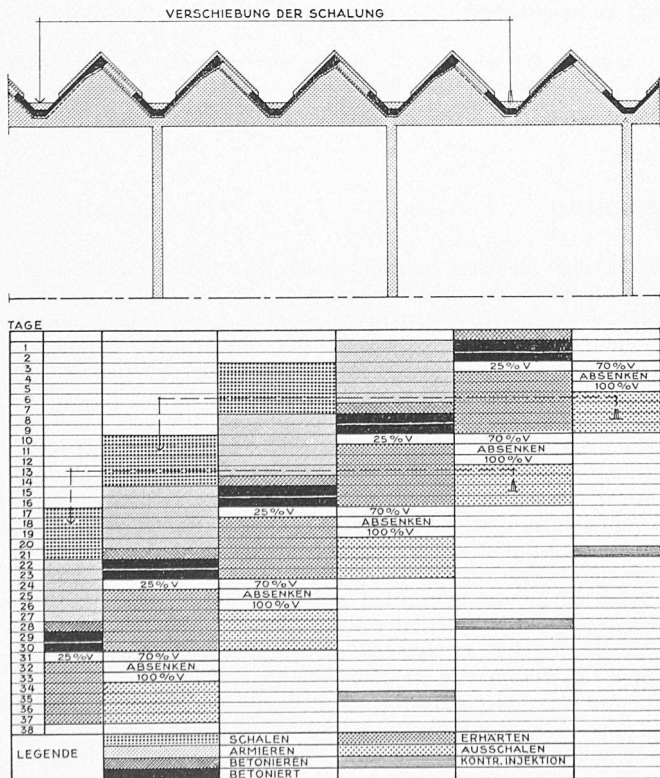 VERSCHIEBUNG DER SCHALUNG
TAGE
1
2
3 25%V 70%V
4 ABSENKEN
5 100%V
6
7
8
9
10 25%V 70%V
11 ABSENKEN
12 100%V
13
14
15
16
17 25%V 70%V
18 ABSENKEN
19 100%V
20
21
22
23
24 25%V 70%V
25 ABSENKEN
26 100%V
27
28
29
30
31 25%V 70%V
32 ABSENKEN
33 100%V
34
35
36
37
38
LEGENDE
SCHALEN ERHÄRTEN
ARMIEREN AUSSCHALEN
BETONIEREN KONTR. INJEKTION
BETONIERT